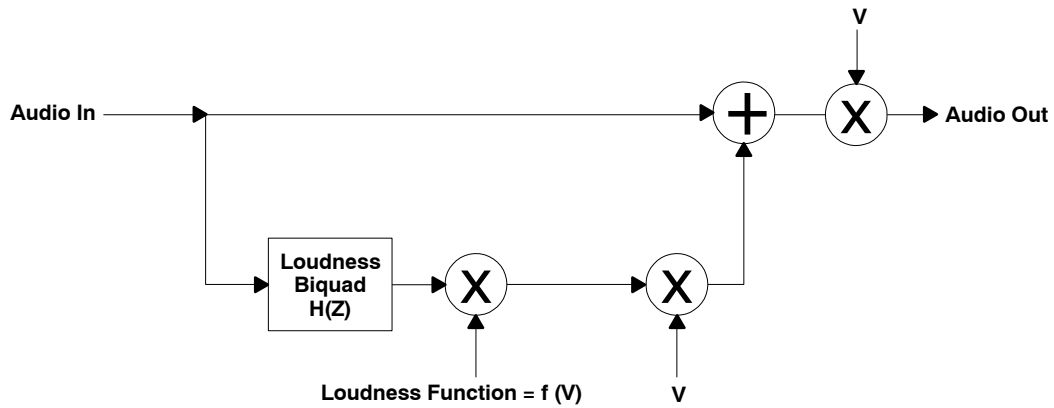 V
Audio In
+
X
Audio Out
Loudness
Biquad
H(Z)
X
X
Loudness Function = f (V)
V